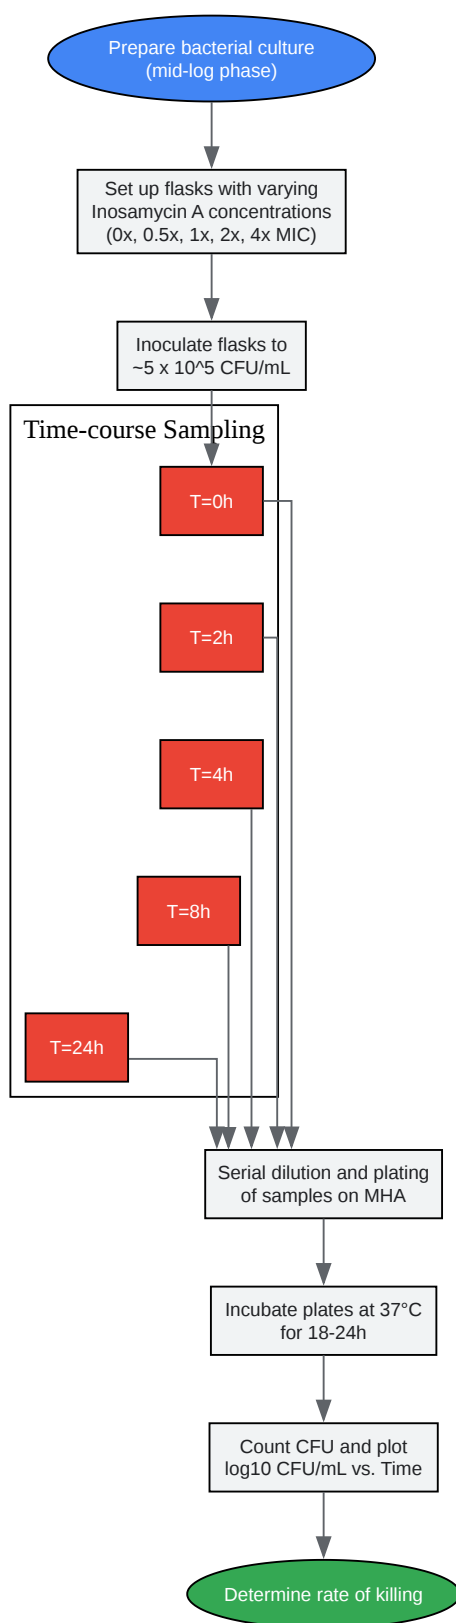 Prepare bacterial culture
(mid-log phase)
Set up flasks with varying
Inosamycin A concentrations
(0x, 0.5x, 1x, 2x, 4x MIC)
Inoculate flasks to
~5 x 10^5 CFU/mL
Time-course Sampling
T=0h
T=2h
T=4h
T=8h
T=24h
Serial dilution and plating
of samples on MHA
Incubate plates at 37°C
for 18-24h
Count CFU and plot
log10 CFU/mL vs. Time
Determine rate of killing